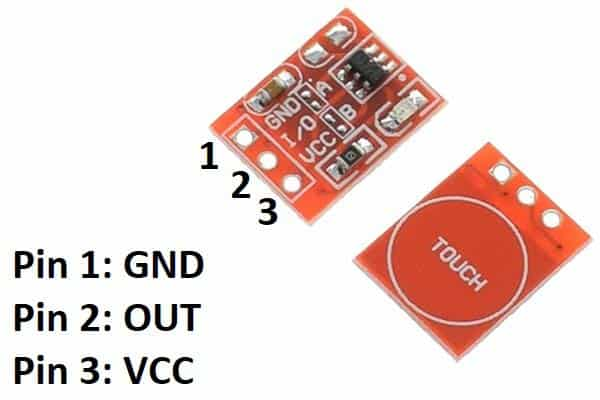 A
GND
B
I/O
VCC
1
2
3
TOUCH
Pin 1: GND
Pin 2: OUT
Pin 3: VCC